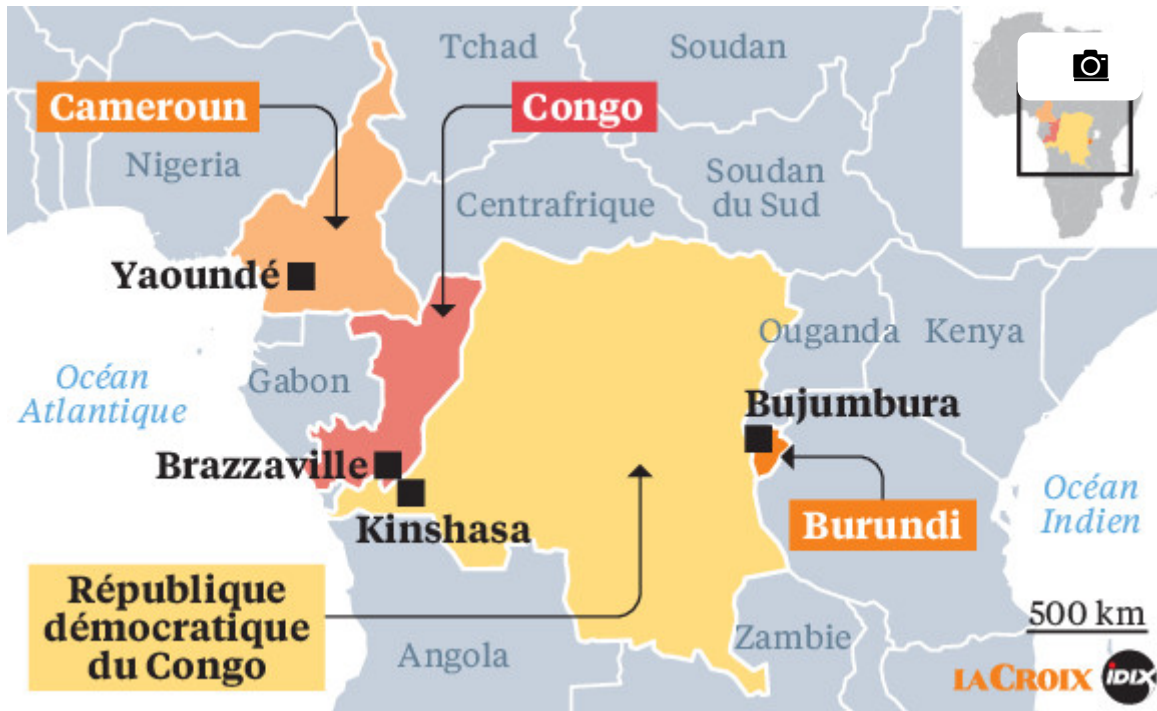 Tchad
Soudan
Cameroun
Congo
Nigeria
Soudan
du Sud
Centrafrique
Yaoundé
Ouganda
Kenya
Océan
Atlantique
Gabon
Bujumbura
Brazzaville
Kinshasa
Océan
Indien
Burundi
République
démocratique
du Congo
500 km
Angola
Zambie
LA CROIX
iDIX